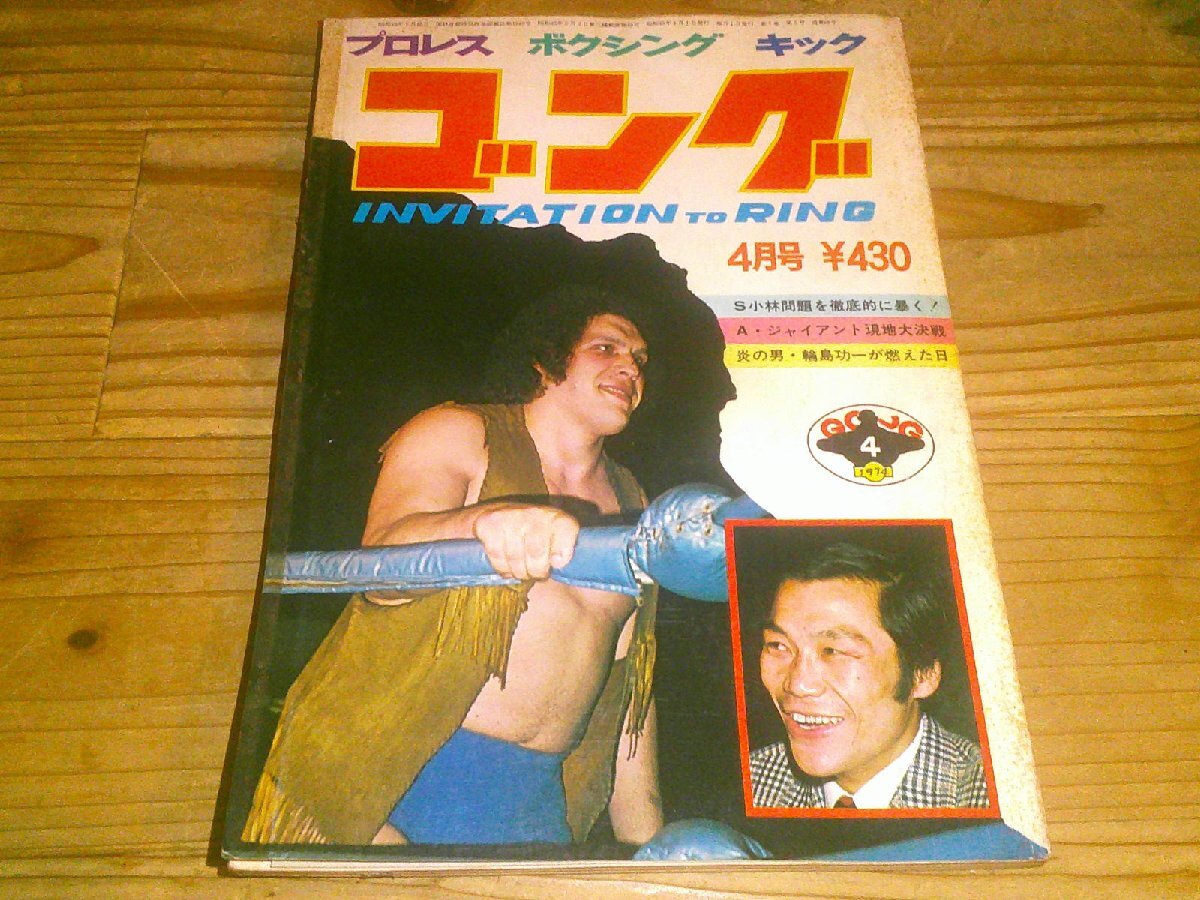 プロレス ボクシング キック
ゴング
INVITATION TO RING
4月号 ¥430
S小林問題を徹底的に暴く!
A・ジャイアント現地大決戦
炎の男・輪島功一が燃えた日
GONG
4
1974